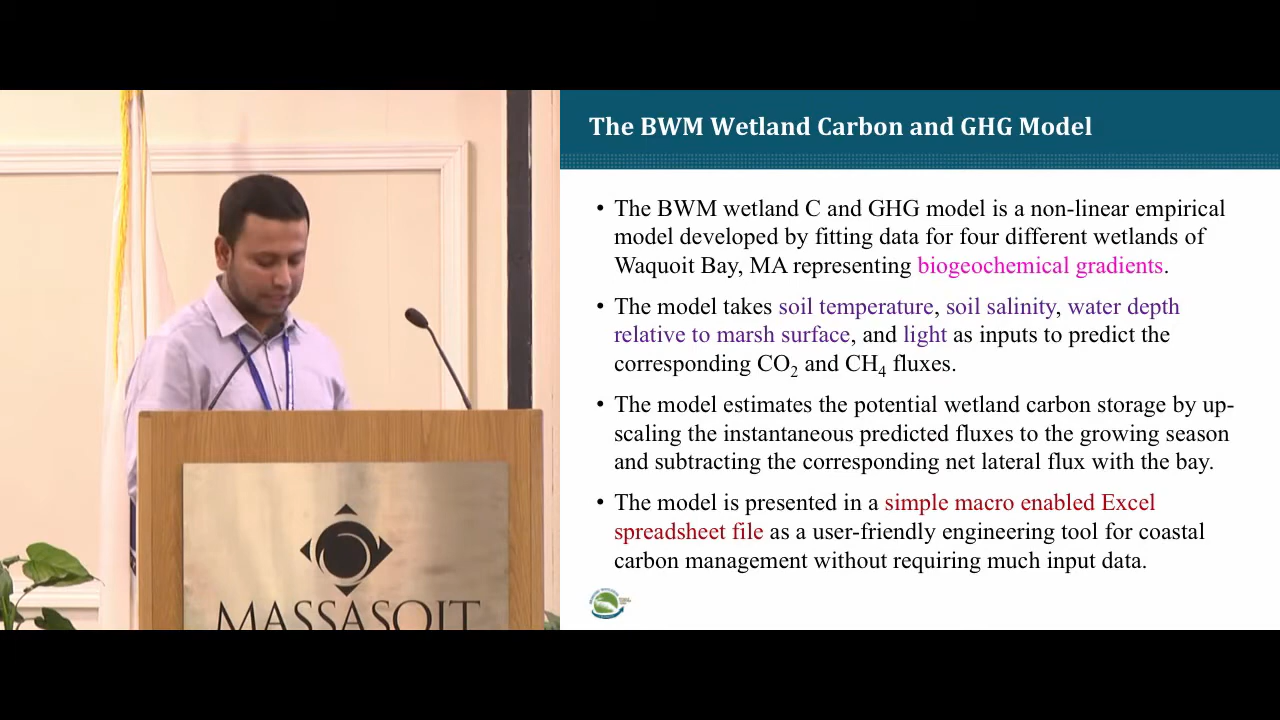 The BWM Wetland Carbon and GHG Model
• The BWM wetland C and GHG model is a non-linear empirical
model developed by fitting data for four different wetlands of
Waquoit Bay, MA representing biogeochemical gradients.
• The model takes soil temperature, soil salinity, water depth
relative to marsh surface, and light as inputs to predict the
corresponding CO₂ and CH₄ fluxes.
• The model estimates the potential wetland carbon storage by up-
scaling the instantaneous predicted fluxes to the growing season
and subtracting the corresponding net lateral flux with the bay.
• The model is presented in a simple macro enabled Excel
spreadsheet file as a user-friendly engineering tool for coastal
carbon management without requiring much input data.
MASSASOIT